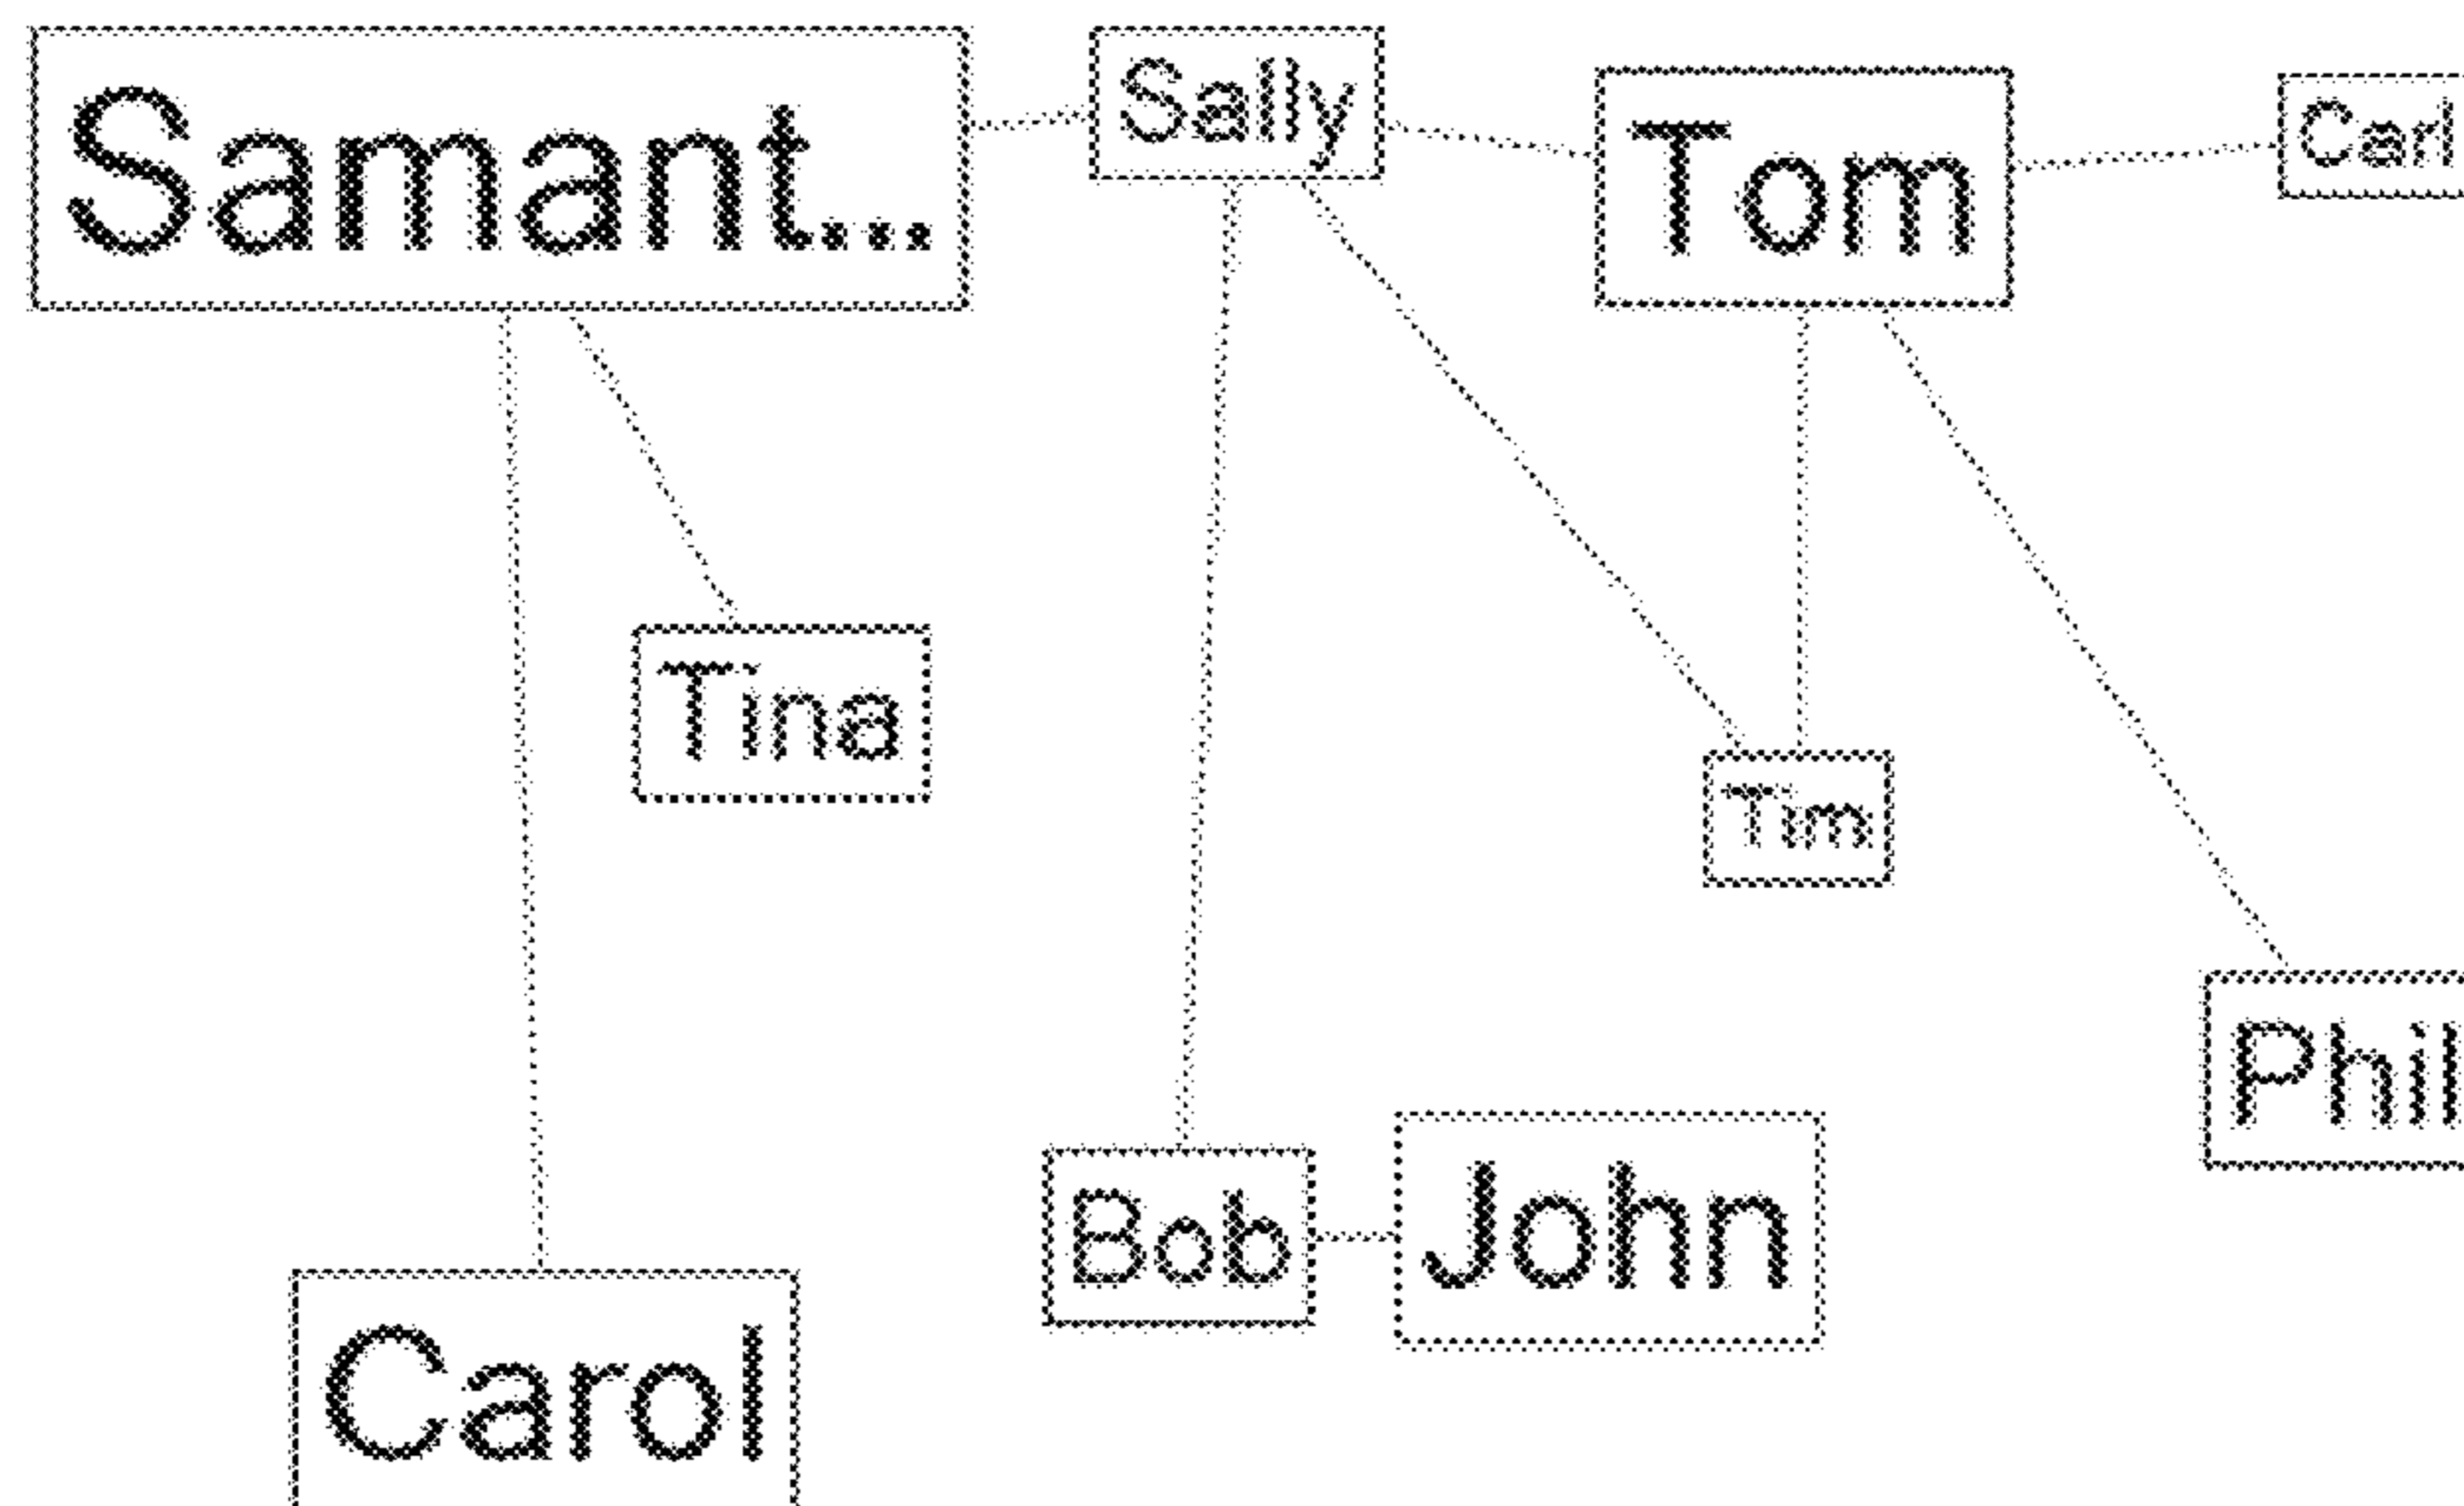 Samant...
Sally
Tom
Carl
Tina
Tim
Phil
Bob
John
Carol